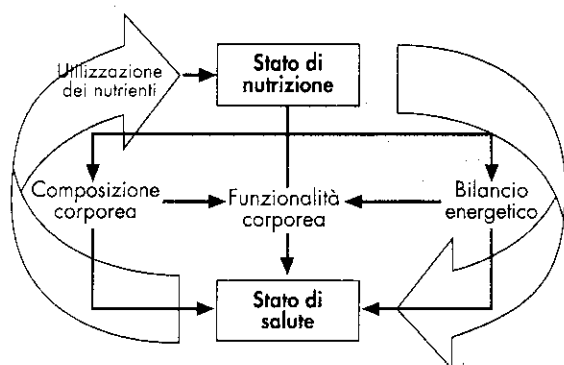 Utilizzazione
dei nutrienti
Stato di
nutrizione
Composizione
corporea
Funzionalità
corporea
Bilancio
energetico
Stato di
salute